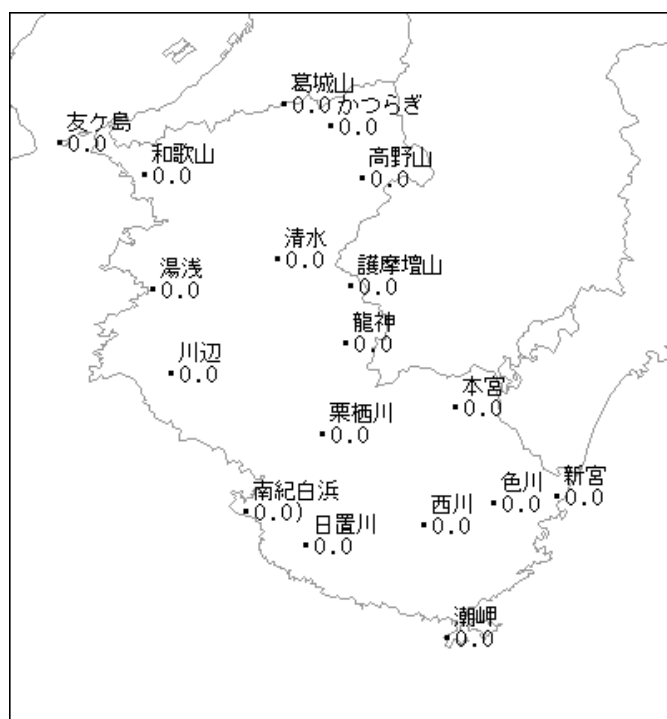 葛城山
0.0
かつらぎ
0.0
友ケ島
0.0
和歌山
0.0
高野山
0.0
清水
0.0
護摩壇山
0.0
湯浅
0.0
龍神
0.0
川辺
0.0
本宮
0.0
栗栖川
0.0
南紀白浜
0.0)
日置川
0.0
西川
0.0
色川
0.0
新宮
0.0
潮岬
0.0